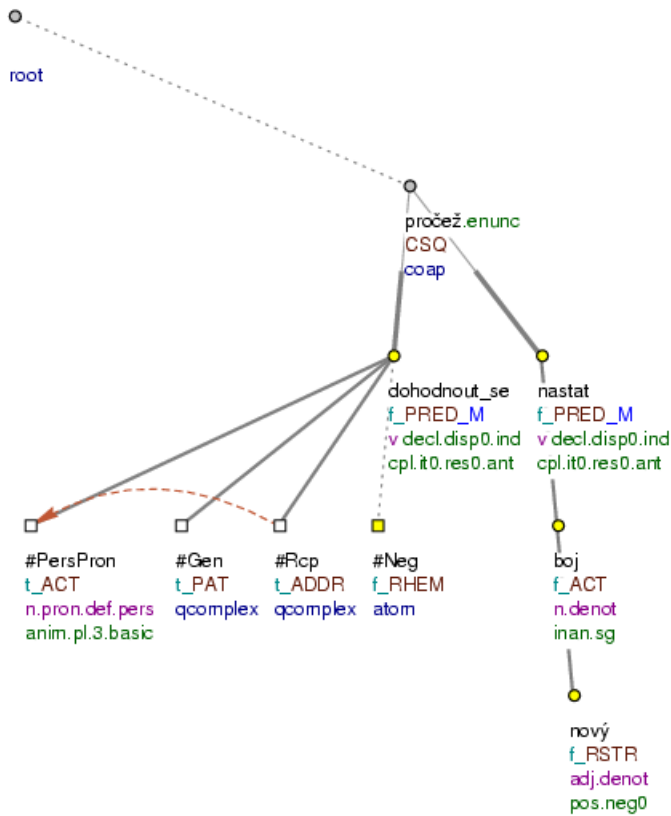 root
pročež.enunc
CSQ
coap
dohodnout_se
f_PRED_M
v decl.disp0.ind
cpl.it0.res0.ant
nastat
f_PRED_M
v decl.disp0.ind
cpl.it0.res0.ant
#PersPron
t_ACT
n.pron.def.pers
anim.pl.3.basic
#Gen
t_PAT
qcomplex
#Rcp
t_ADDR
qcomplex
#Neg
f_RHEM
atom
boj
f_ACT
n.denot
inan.sg
nový
f_RSTR
adj.denot
pos.neg0